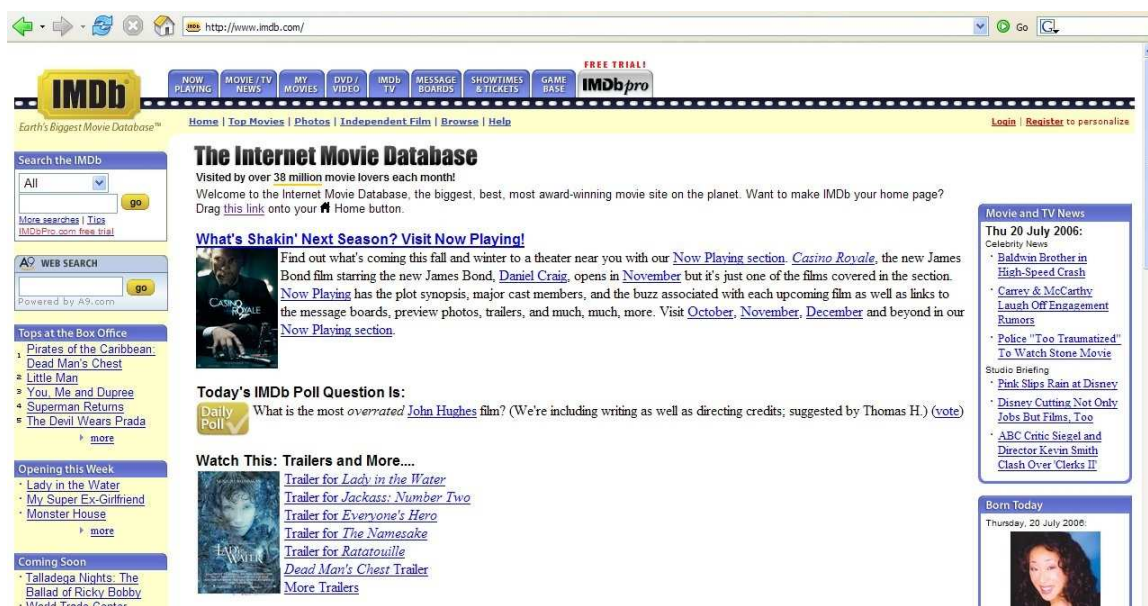 http://www.imdb.com/
Go
G
FREE TRIAL!
IMDb
NOW PLAYING
MOVIE / TV NEWS
MY MOVIES
DVD / VIDEO
IMDb TV
MESSAGE BOARDS
SHOWTIMES & TICKETS
GAME BASE
IMDbpro
Earth's Biggest Movie Database™
Home | Top Movies | Photos | Independent Film | Browse | Help
Login | Register to personalize
Search the IMDb
All
go
More searches | Tips
IMDbPro.com free trial
A9 WEB SEARCH
go
Powered by A9.com
Tops at the Box Office
1 Pirates of the Caribbean:
Dead Man's Chest
2 Little Man
3 You, Me and Dupree
4 Superman Returns
5 The Devil Wears Prada
more
Opening this Week
· Lady in the Water
· My Super Ex-Girlfriend
· Monster House
more
Coming Soon
· Talladega Nights: The
Ballad of Ricky Bobby
· World Trade Center
The Internet Movie Database
Visited by over 38 million movie lovers each month!
Welcome to the Internet Movie Database, the biggest, best, most award-winning movie site on the planet. Want to make IMDb your home page?
Drag this link onto your Home button.
What's Shakin' Next Season? Visit Now Playing!
CASINO
ROYALE
Find out what's coming this fall and winter to a theater near you with our Now Playing section. Casino Royale, the new James
Bond film starring the new James Bond, Daniel Craig, opens in November but it's just one of the films covered in the section.
Now Playing has the plot synopsis, major cast members, and the buzz associated with each upcoming film as well as links to
the message boards, preview photos, trailers, and much, much, more. Visit October, November, December and beyond in our
Now Playing section.
Today's IMDb Poll Question Is:
Daily
Poll
What is the most overrated John Hughes film? (We're including writing as well as directing credits; suggested by Thomas H.) (vote)
Watch This: Trailers and More....
LADY
WATER
Trailer for Lady in the Water
Trailer for Jackass: Number Two
Trailer for Everyone's Hero
Trailer for The Namesake
Trailer for Ratatouille
Dead Man's Chest Trailer
More Trailers
Movie and TV News
Thu 20 July 2006:
Celebrity News
· Baldwin Brother in
High-Speed Crash
· Carrey & McCarthy
Laugh Off Engagement
Rumors
· Police "Too Traumatized"
To Watch Stone Movie
Studio Briefing
· Pink Slips Rain at Disney
· Disney Cutting Not Only
Jobs But Films, Too
· ABC Critic Siegel and
Director Kevin Smith
Clash Over 'Clerks II'
Born Today
Thursday, 20 July 2006: